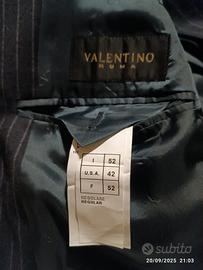 VALENTINO
ROMA
I 52
U.S.A. 42
F 52
REGOLARE
REGULAR
subito
20/09/2025 21:03